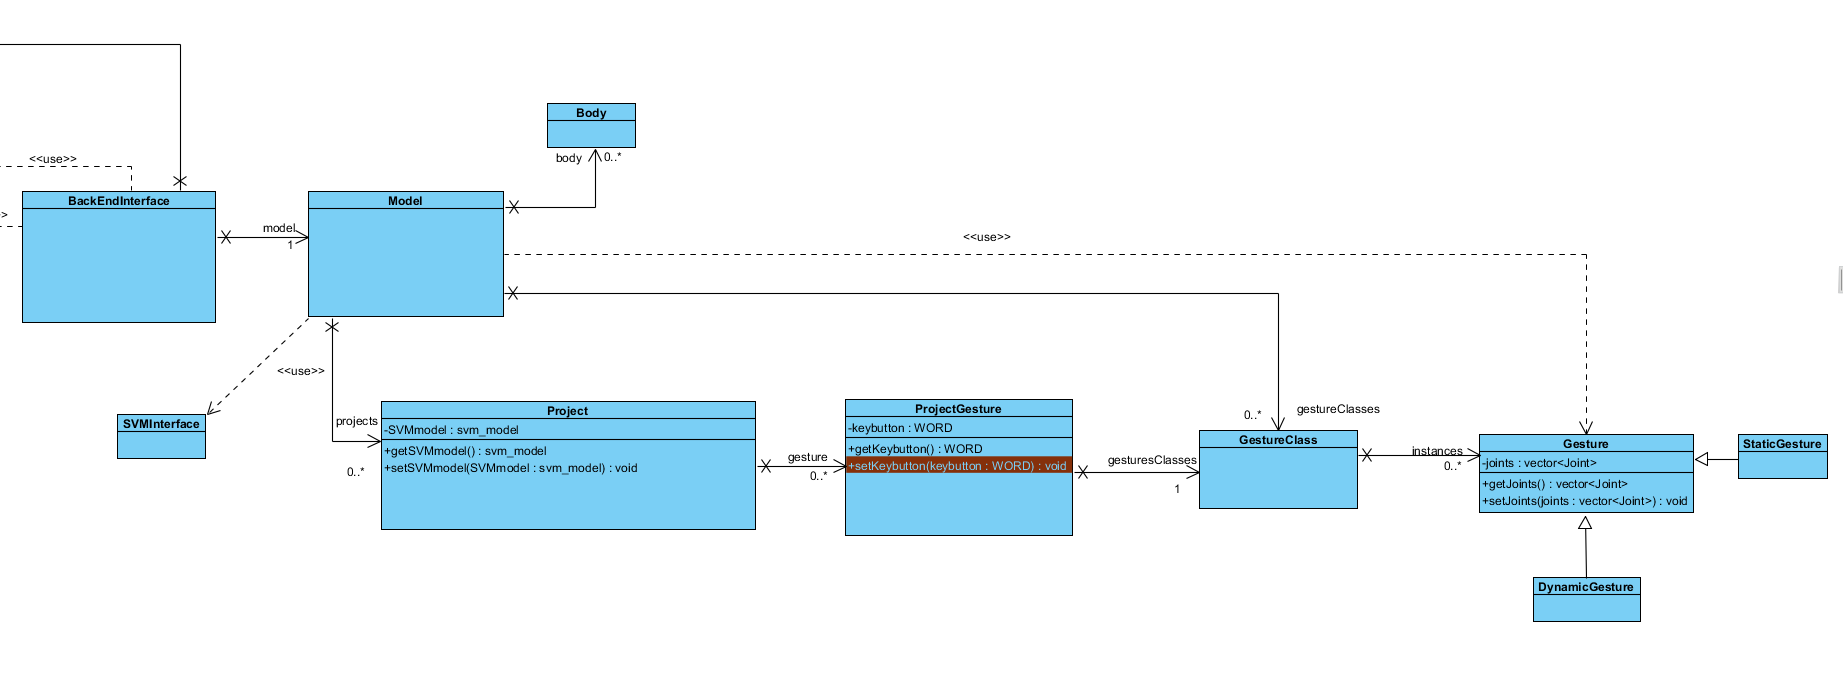 Body
body
0..*
<<use>>
>
BackEndInterface
model
1
Model
<<use>>
<<use>>
SVMInterface
projects
0..*
Project
-SVMmodel : svm_model
+getSVMmodel() : svm_model
+setSVMmodel(SVMmodel : svm_model) : void
gesture
0..*
ProjectGesture
-keybutton : WORD
+getKeybutton() : WORD
+setKeybutton(keybutton : WORD) : void
gesturesClasses
1
0..*
gestureClasses
GestureClass
instances
0..*
Gesture
-joints : vector<Joint>
+getJoints() : vector<Joint>
+setJoints(joints : vector<Joint>) : void
StaticGesture
DynamicGesture